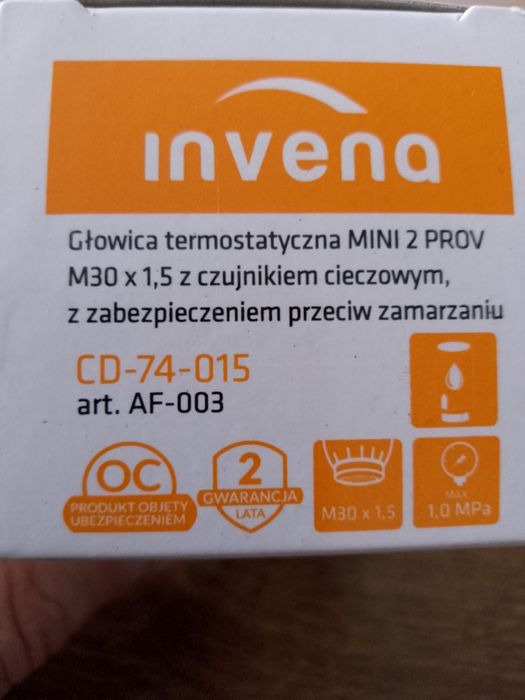 invena
Głowica termostatyczna MINI 2 PROV
M30 x 1,5 z czujnikiem cieczowym,
z zabezpieczeniem przeciw zamarzaniu
CD-74-015
art. AF-003
OC
PRODUKT OBJĘTY
UBEZPIECZENIEM
2
GWARANCJA
LATA
M30 x 1,5
MAX
1,0 MPa